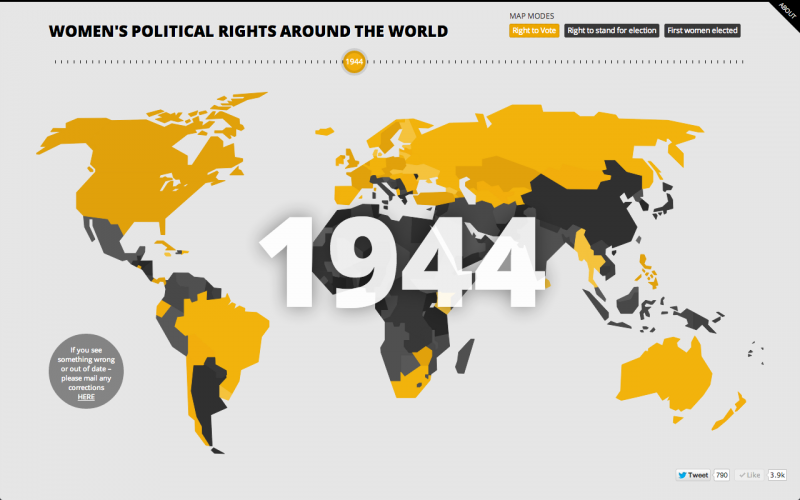 ABOUT
MAP MODES
WOMEN'S POLITICAL RIGHTS AROUND THE WORLD
Right to Vote
Right to stand for election
First women elected
1944
1944
If you see
something wrong
or out of date –
please mail any
corrections
HERE
Tweet
790
Like
3.9k